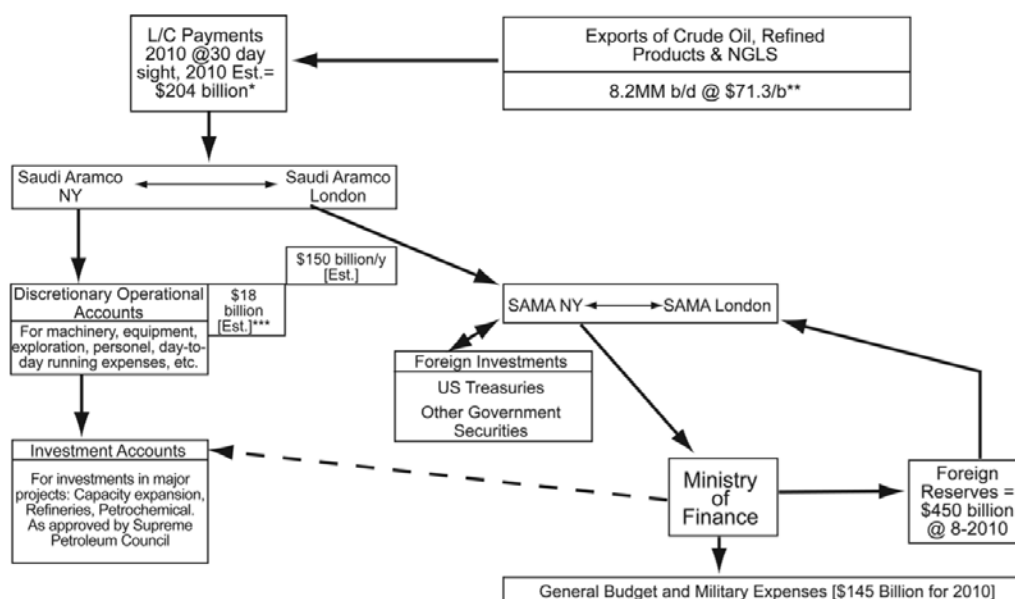 L/C Payments
2010 @30 day
sight, 2010 Est.=
$204 billion*
Exports of Crude Oil, Refined
Products & NGLS
8.2MM b/d @ $71.3/b**
Saudi Aramco
NY
Saudi Aramco
London
$150 billion/y
[Est.]
Discretionary Operational
Accounts
$18
billion
[Est.]***
For machinery, equipment,
exploration, personel, day-to-
day running expenses, etc.
SAMA NY
SAMA London
Foreign Investments
US Treasuries
Other Government
Securities
Investment Accounts
For investments in major
projects: Capacity expansion,
Refineries, Petrochemical.
As approved by Supreme
Petroleum Council
Ministry
of
Finance
Foreign
Reserves =
$450 billion
@ 8-2010
General Budget and Military Expenses [$145 Billion for 2010]